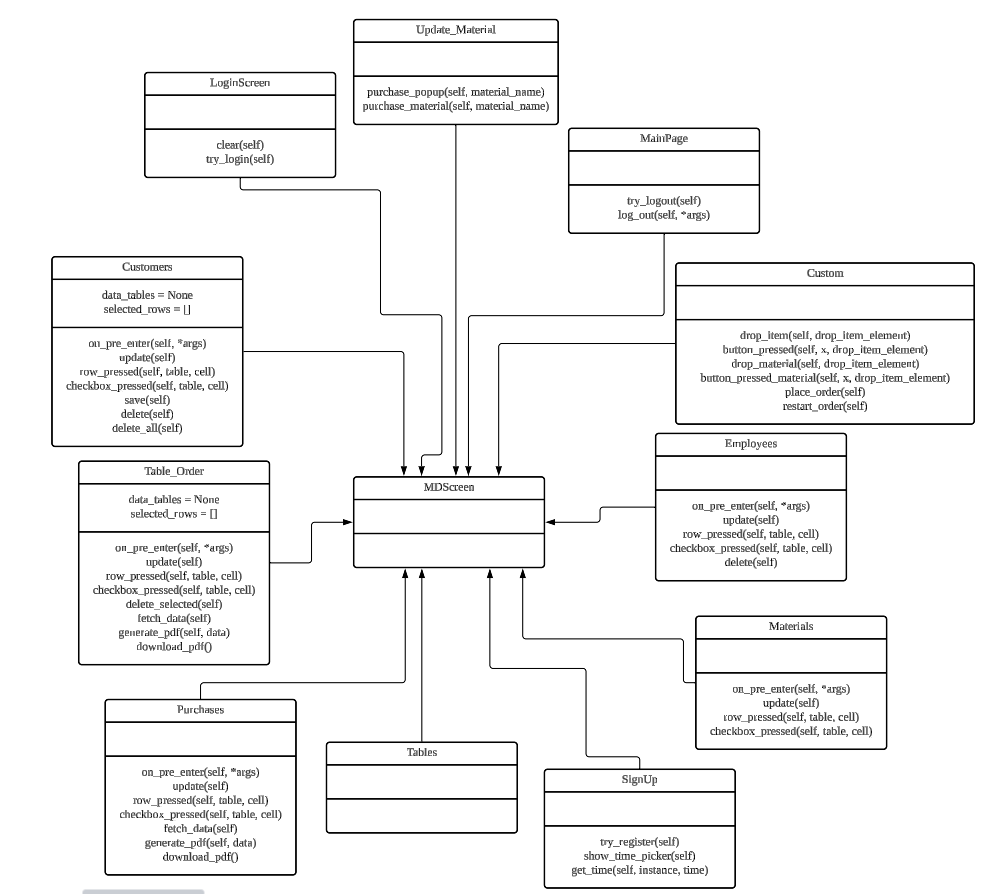 Update_Material
purchase_popup(self, material_name)
purchase_material(self, material_name)
LoginScreen
clear(self)
try_login(self)
MainPage
try_logout(self)
log_out(self, *args)
Customers
data_tables = None
selected_rows = []
on_pre_enter(self, *args)
update(self)
row_pressed(self, table, cell)
checkbox_pressed(self, table, cell)
save(self)
delete(self)
delete_all(self)
Custom
drop_item(self, drop_item_element)
button_pressed(self, x, drop_item_element)
drop_material(self, drop_item_element)
button_pressed_material(self, x, drop_item_element)
place_order(self)
restart_order(self)
Employees
on_pre_enter(self, *args)
update(self)
row_pressed(self, table, cell)
checkbox_pressed(self, table, cell)
delete(self)
Table_Order
data_tables = None
selected_rows = []
on_pre_enter(self, *args)
update(self)
row_pressed(self, table, cell)
checkbox_pressed(self, table, cell)
delete_selected(self)
fetch_data(self)
generate_pdf(self, data)
download_pdf()
MDScreen
Materials
on_pre_enter(self, *args)
update(self)
row_pressed(self, table, cell)
checkbox_pressed(self, table, cell)
Purchases
on_pre_enter(self, *args)
update(self)
row_pressed(self, table, cell)
checkbox_pressed(self, table, cell)
fetch_data(self)
generate_pdf(self, data)
download_pdf()
Tables
SignUp
try_register(self)
show_time_picker(self)
get_time(self, instance, time)